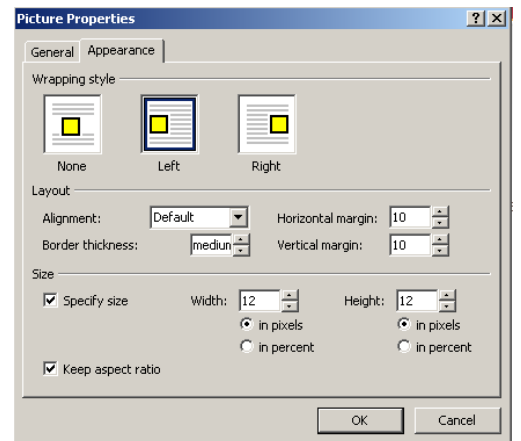 Picture Properties
General Appearance
Wrapping style
None Left Right
Layout
Alignment: Default Horizontal margin: 10
Border thickness: mediun Vertical margin: 10
Size
Specify size Width: 12 Height: 12
in pixels in pixels
in percent in percent
Keep aspect ratio
OK Cancel